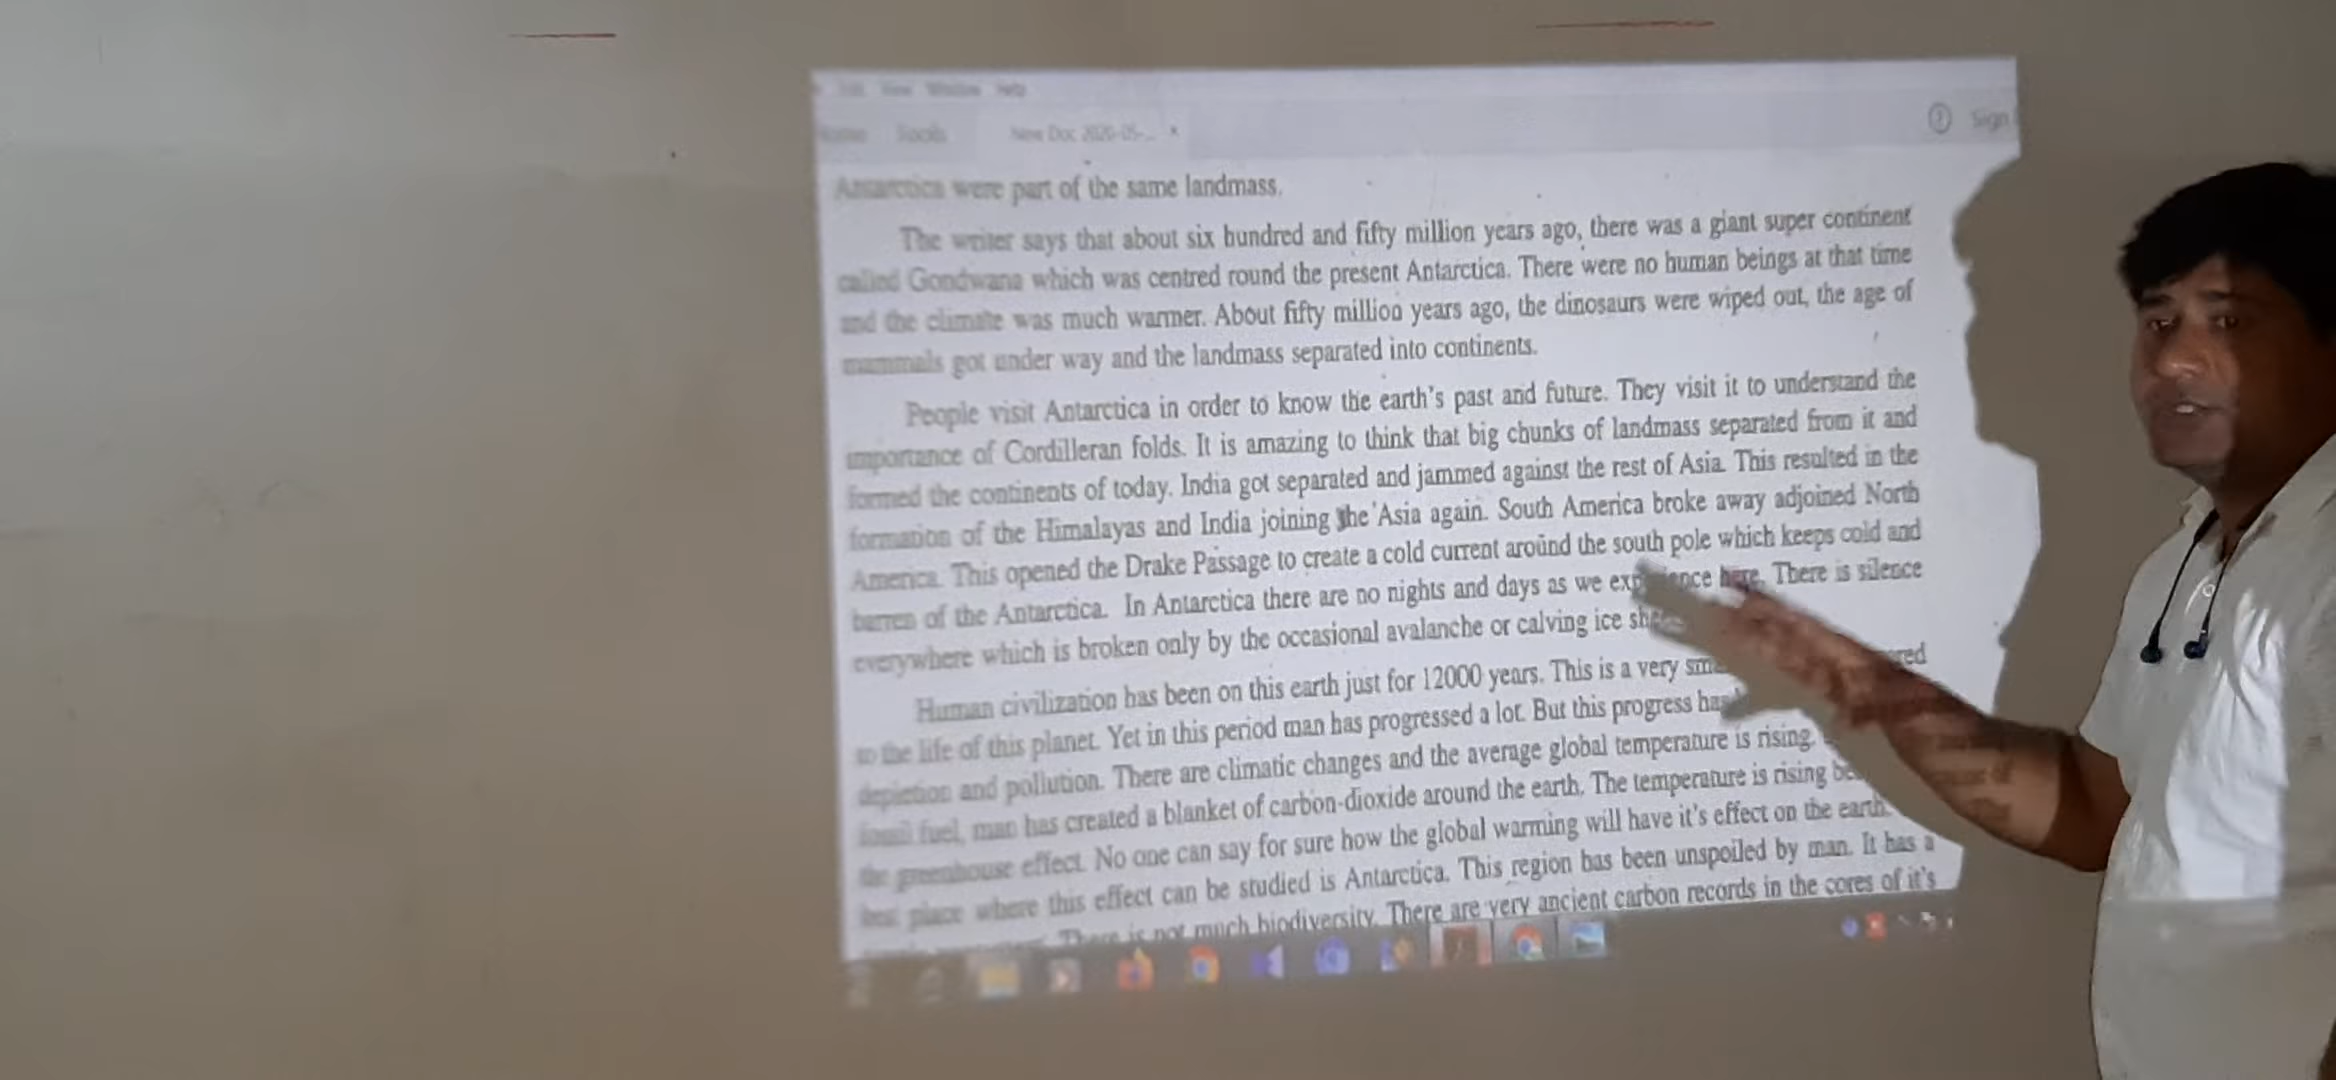 Edit View Window Help
Home Tools New Doc 2020-05-... × Sign
Antarctica were part of the same landmass.
The writer says that about six hundred and fifty million years ago, there was a giant super continent
called Gondwana which was centred round the present Antarctica. There were no human beings at that time
and the climate was much warmer. About fifty million years ago, the dinosaurs were wiped out, the age of
mammals got under way and the landmass separated into continents.
People visit Antarctica in order to know the earth's past and future. They visit it to understand the
importance of Cordilleran folds. It is amazing to think that big chunks of landmass separated from it and
formed the continents of today. India got separated and jammed against the rest of Asia. This resulted in the
formation of the Himalayas and India joining the Asia again. South America broke away adjoined North
America. This opened the Drake Passage to create a cold current around the south pole which keeps cold and
barren of the Antarctica. In Antarctica there are no nights and days as we experience here. There is silence
everywhere which is broken only by the occasional avalanche or calving ice
Human civilization has been on this earth just for 12000 years. This is a very
to the life of this planet. Yet in this period man has progressed a lot. But this progress has
depletion and pollution. There are climatic changes and the average global temperature is rising.
fossil fuel, man has created a blanket of carbon-dioxide around the earth. The temperature is rising
the greenhouse effect. No one can say for sure how the global warming will have it's effect on the earth.
best place where this effect can be studied is Antarctica. This region has been unspoiled by man. It has a
There is not much biodiversity. There are very ancient carbon records in the cores of it's